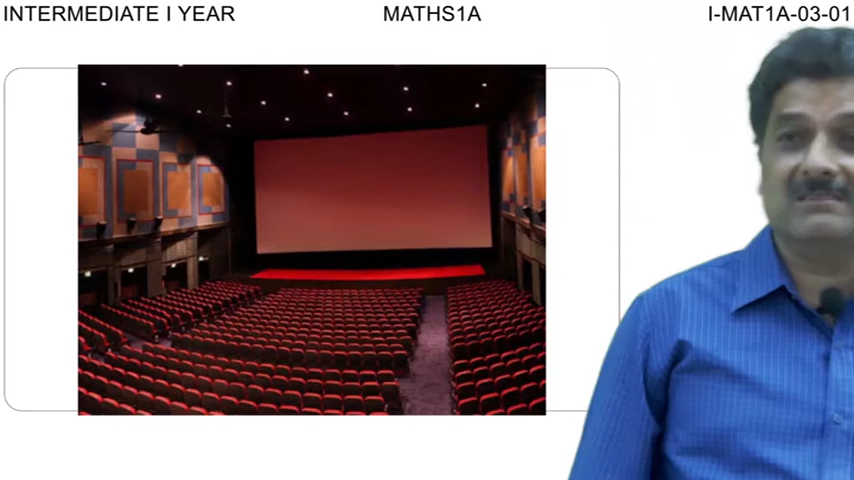 INTERMEDIATE I YEAR
MATHS1A
I-MAT1A-03-01